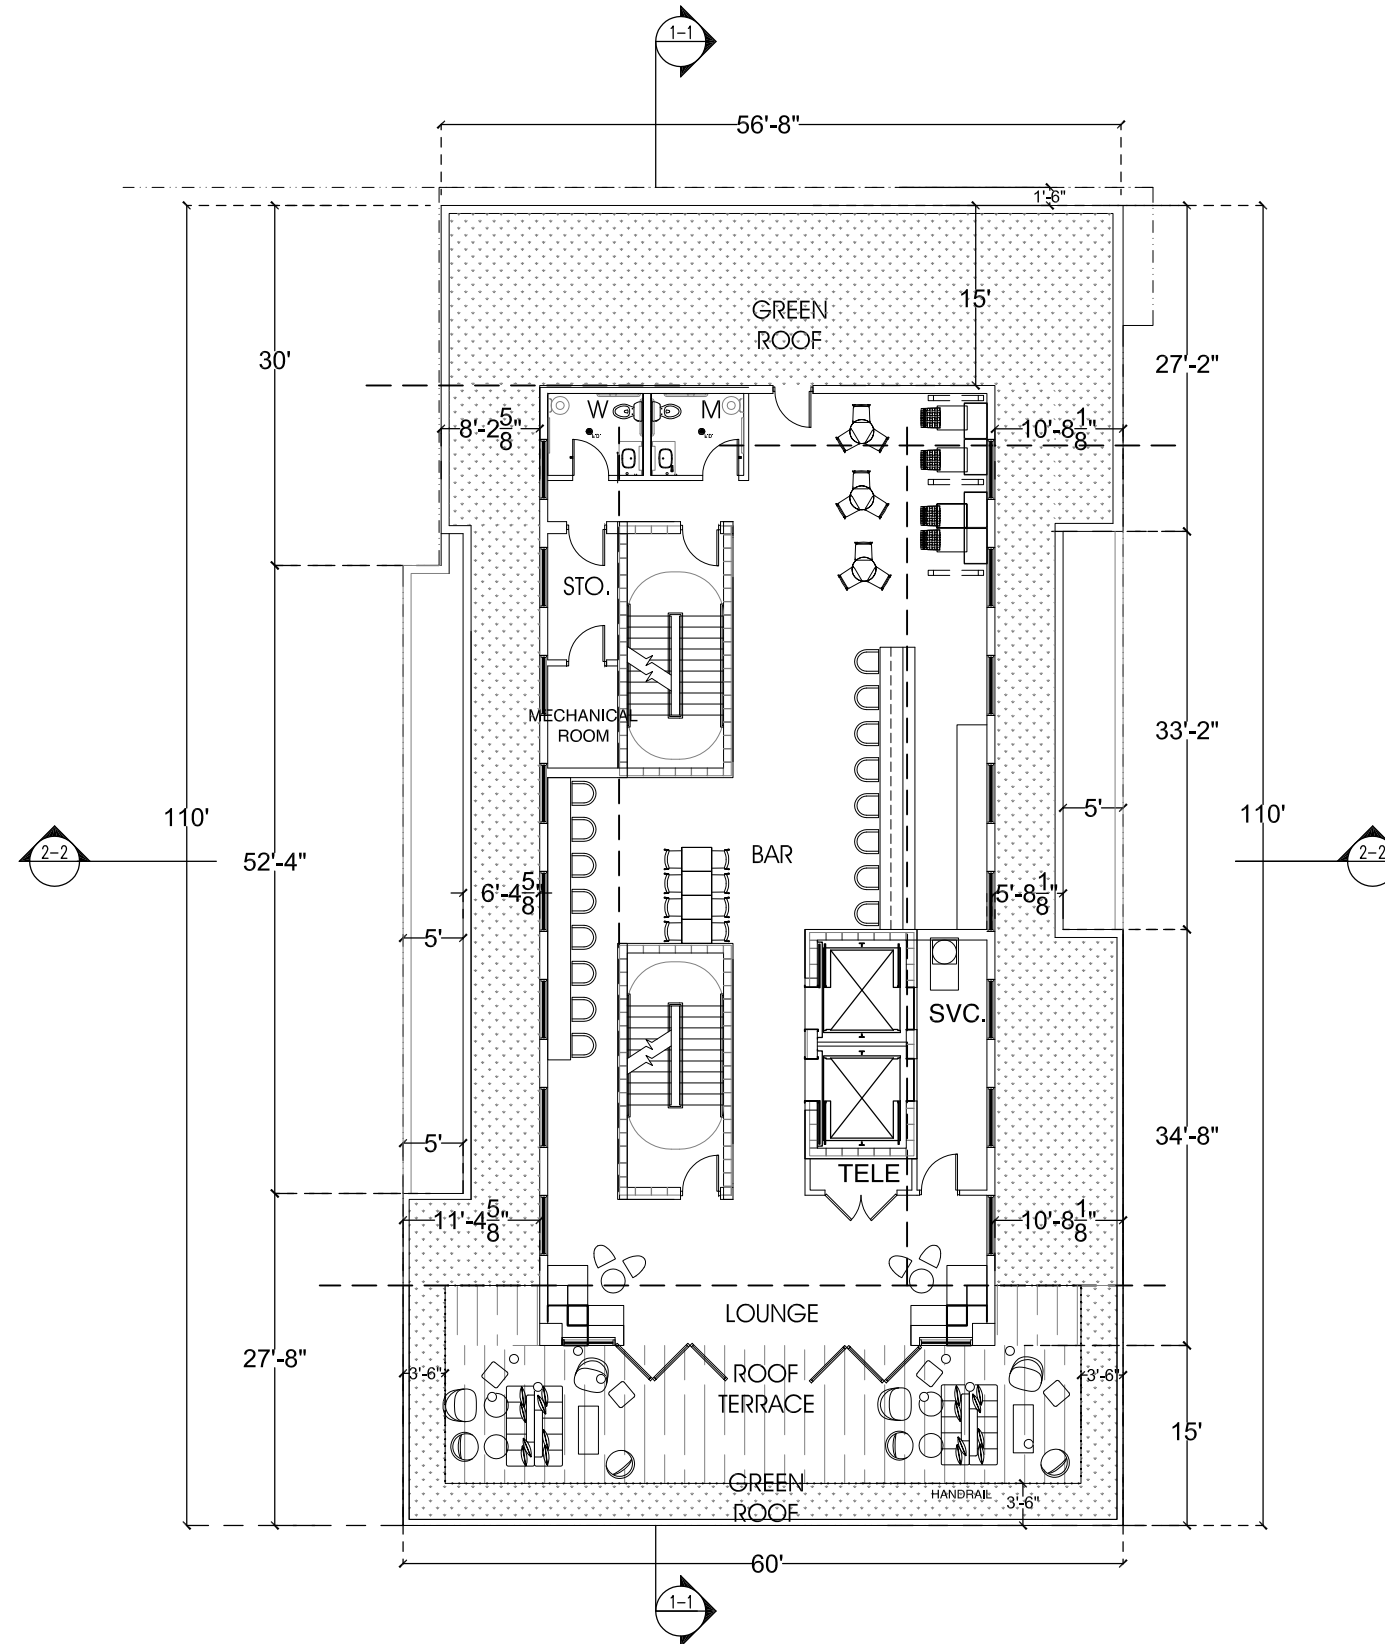 1-1
56'-8"
1'-6"
GREEN
ROOF
15'
30'
27'-2"
W
M
8'-2 5/8"
10'-8 1/8"
STO.
MECHANICAL
ROOM
33'-2"
110'
5'
110'
2-2
52'-4"
BAR
2-2
6'-4 5/8"
5'-8 1/8"
5'
SVC.
5'
34'-8"
TELE
11'-4 5/8"
10'-8 1/8"
LOUNGE
27'-8"
3'-6"
ROOF
TERRACE
3'-6"
15'
GREEN
ROOF
HANDRAIL
3'-6"
60'
1-1